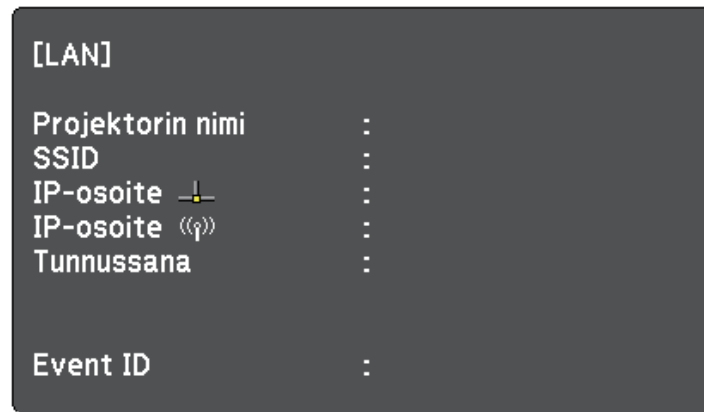 [LAN]
Projektorin nimi :
SSID :
IP-osoite :
IP-osoite :
Tunnussana :
Event ID :